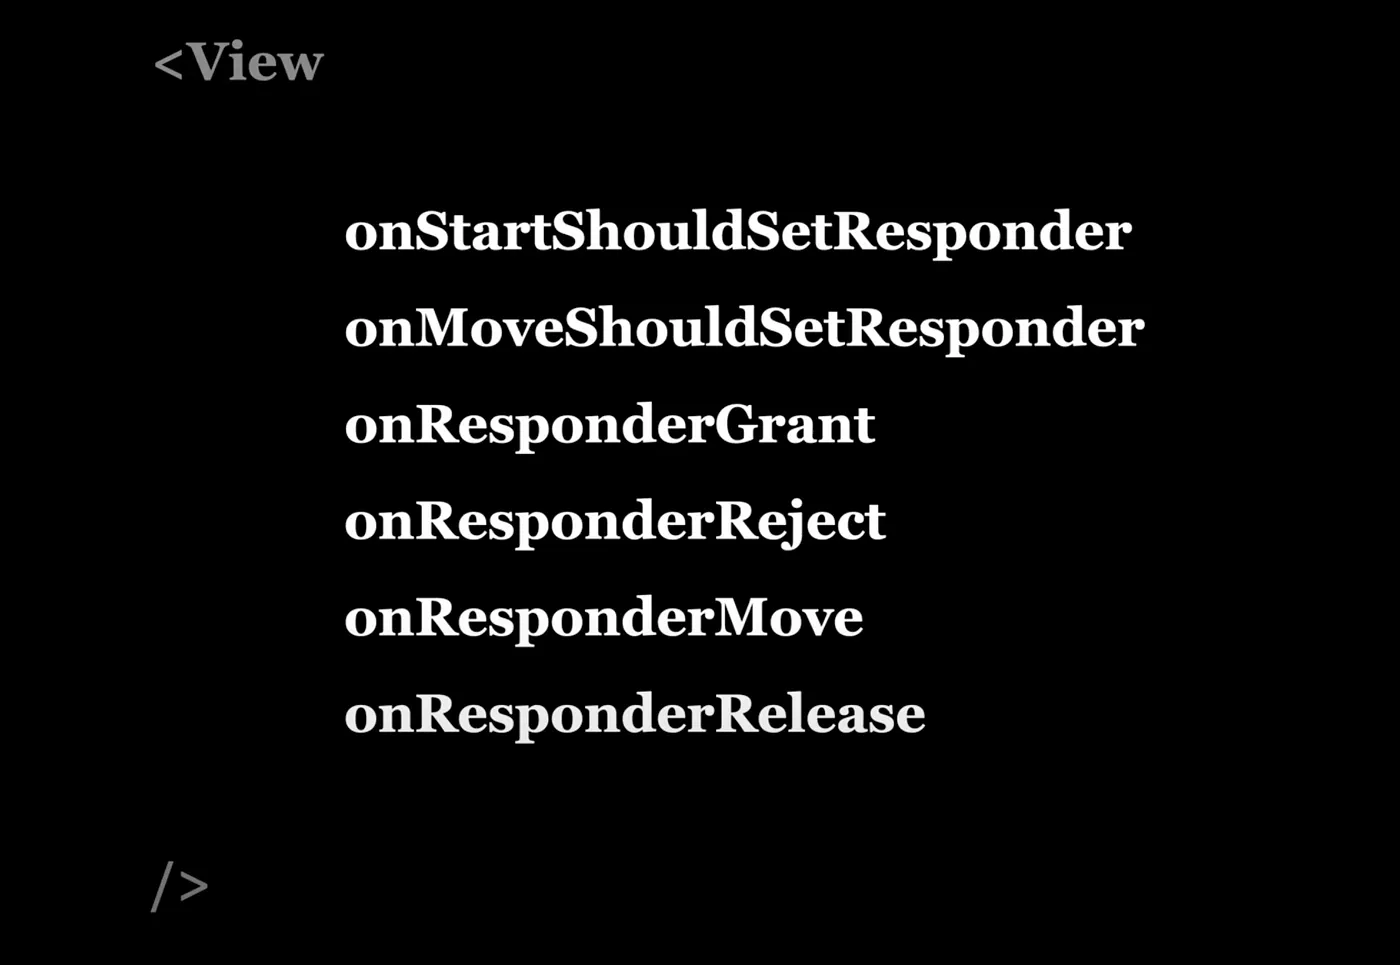 <View
onStartShouldSetResponder
onMoveShouldSetResponder
onResponderGrant
onResponderReject
onResponderMove
onResponderRelease
/>